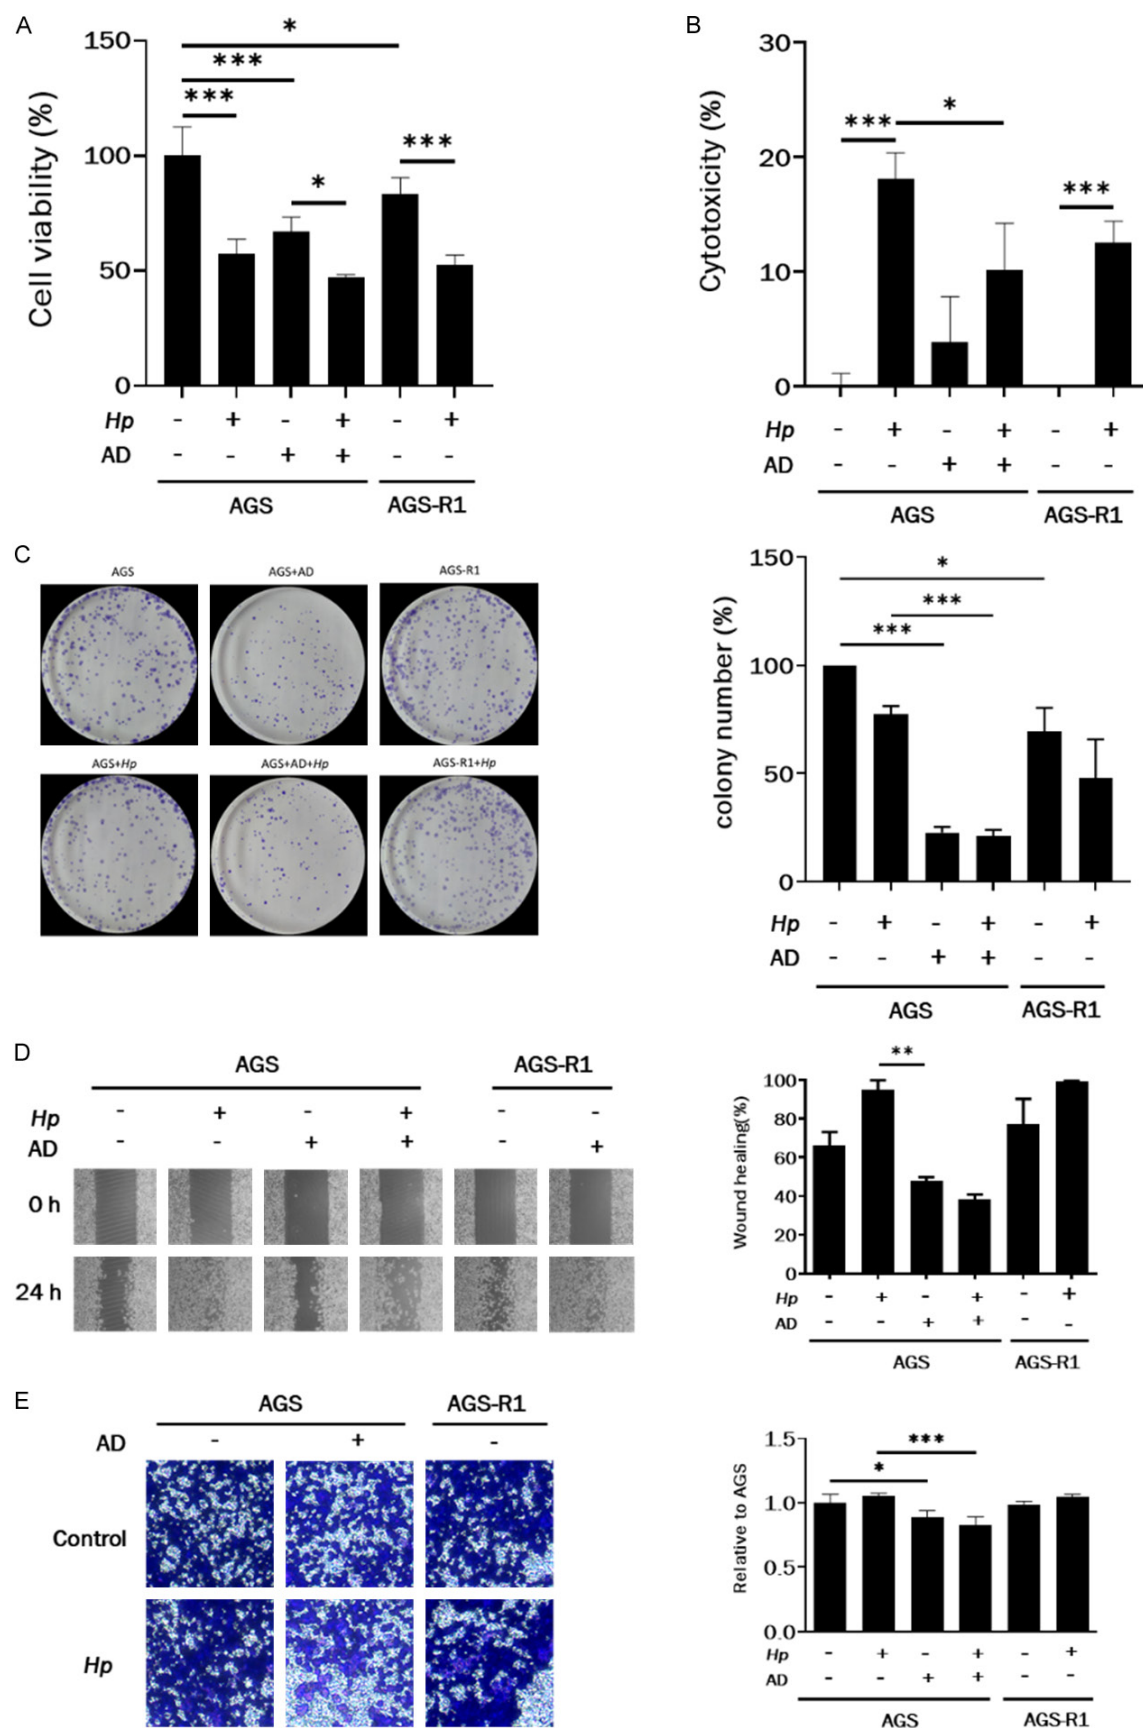 A
Cell viability (%)
150
100
50
0
*
***
***
*
***
Hp - + - + - +
AD - - + + - -
AGS AGS-R1
B
Cytotoxicity (%)
30
20
10
0
***
*
***
Hp - + - + - +
AD - - + + - -
AGS AGS-R1
C
AGS AGS+AD AGS-R1
AGS+Hp AGS+AD+Hp AGS-R1+Hp
colony number (%)
150
100
50
0
*
***
***
Hp - + - + - +
AD - - + + - -
AGS AGS-R1
D
AGS AGS-R1
Hp - + - + - -
AD - - + + - +
0 h
24 h
Wound healing(%)
100
80
60
40
20
0
**
Hp - + - + - +
AD - - + + - -
AGS AGS-R1
E
AGS AGS-R1
AD - + -
Control
Hp
Relative to AGS
1.5
1.0
0.5
0.0
***
*
Hp - + - + - +
AD - - + + - -
AGS AGS-R1